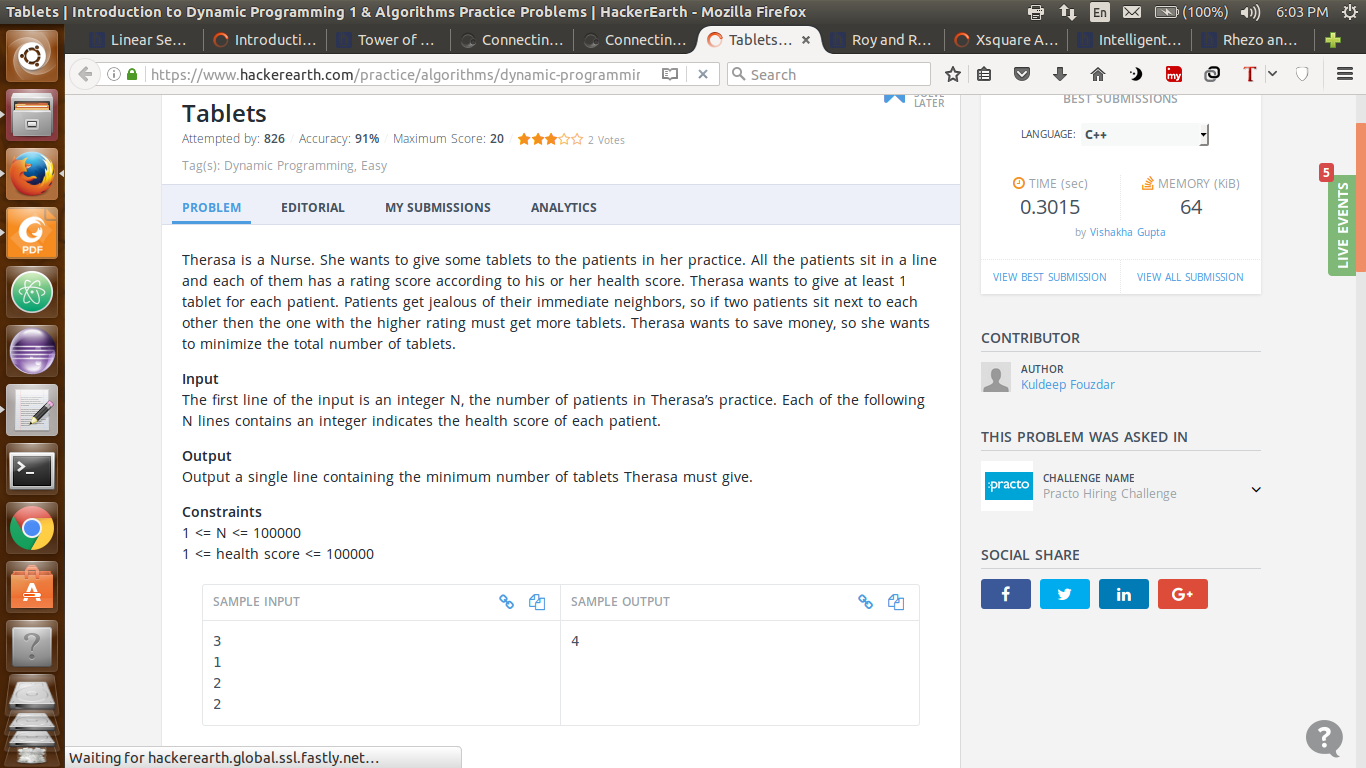 Tablets | Introduction to Dynamic Programming 1 & Algorithms Practice Problems | HackerEarth - Mozilla Firefox
En (100%) 6:03 PM
Linear Se... Introducti... Tower of ... Connectin... Connectin... Tablets... × Roy and R... Xsquare A... Intelligent... Rhezo an...
https://www.hackerearth.com/practice/algorithms/dynamic-programmin Search
Tablets
LATER
Attempted by: 826 / Accuracy: 91% / Maximum Score: 20 / 2 Votes
Tag(s): Dynamic Programming, Easy
PROBLEM EDITORIAL MY SUBMISSIONS ANALYTICS
Therasa is a Nurse. She wants to give some tablets to the patients in her practice. All the patients sit in a line
and each of them has a rating score according to his or her health score. Therasa wants to give at least 1
tablet for each patient. Patients get jealous of their immediate neighbors, so if two patients sit next to each
other then the one with the higher rating must get more tablets. Therasa wants to save money, so she wants
to minimize the total number of tablets.
Input
The first line of the input is an integer N, the number of patients in Therasa’s practice. Each of the following
N lines contains an integer indicates the health score of each patient.
Output
Output a single line containing the minimum number of tablets Therasa must give.
Constraints
1 <= N <= 100000
1 <= health score <= 100000
SAMPLE INPUT
3
1
2
2
SAMPLE OUTPUT
4
BEST SUBMISSIONS
LANGUAGE: C++
TIME (sec) MEMORY (KiB)
0.3015 64
by Vishakha Gupta
VIEW BEST SUBMISSION VIEW ALL SUBMISSION
CONTRIBUTOR
AUTHOR
Kuldeep Fouzdar
THIS PROBLEM WAS ASKED IN
:practo
CHALLENGE NAME
Practo Hiring Challenge
SOCIAL SHARE
f in G+
5
LIVE EVENTS
?
PDF
my
T
Waiting for hackerearth.global.ssl.fastly.net...